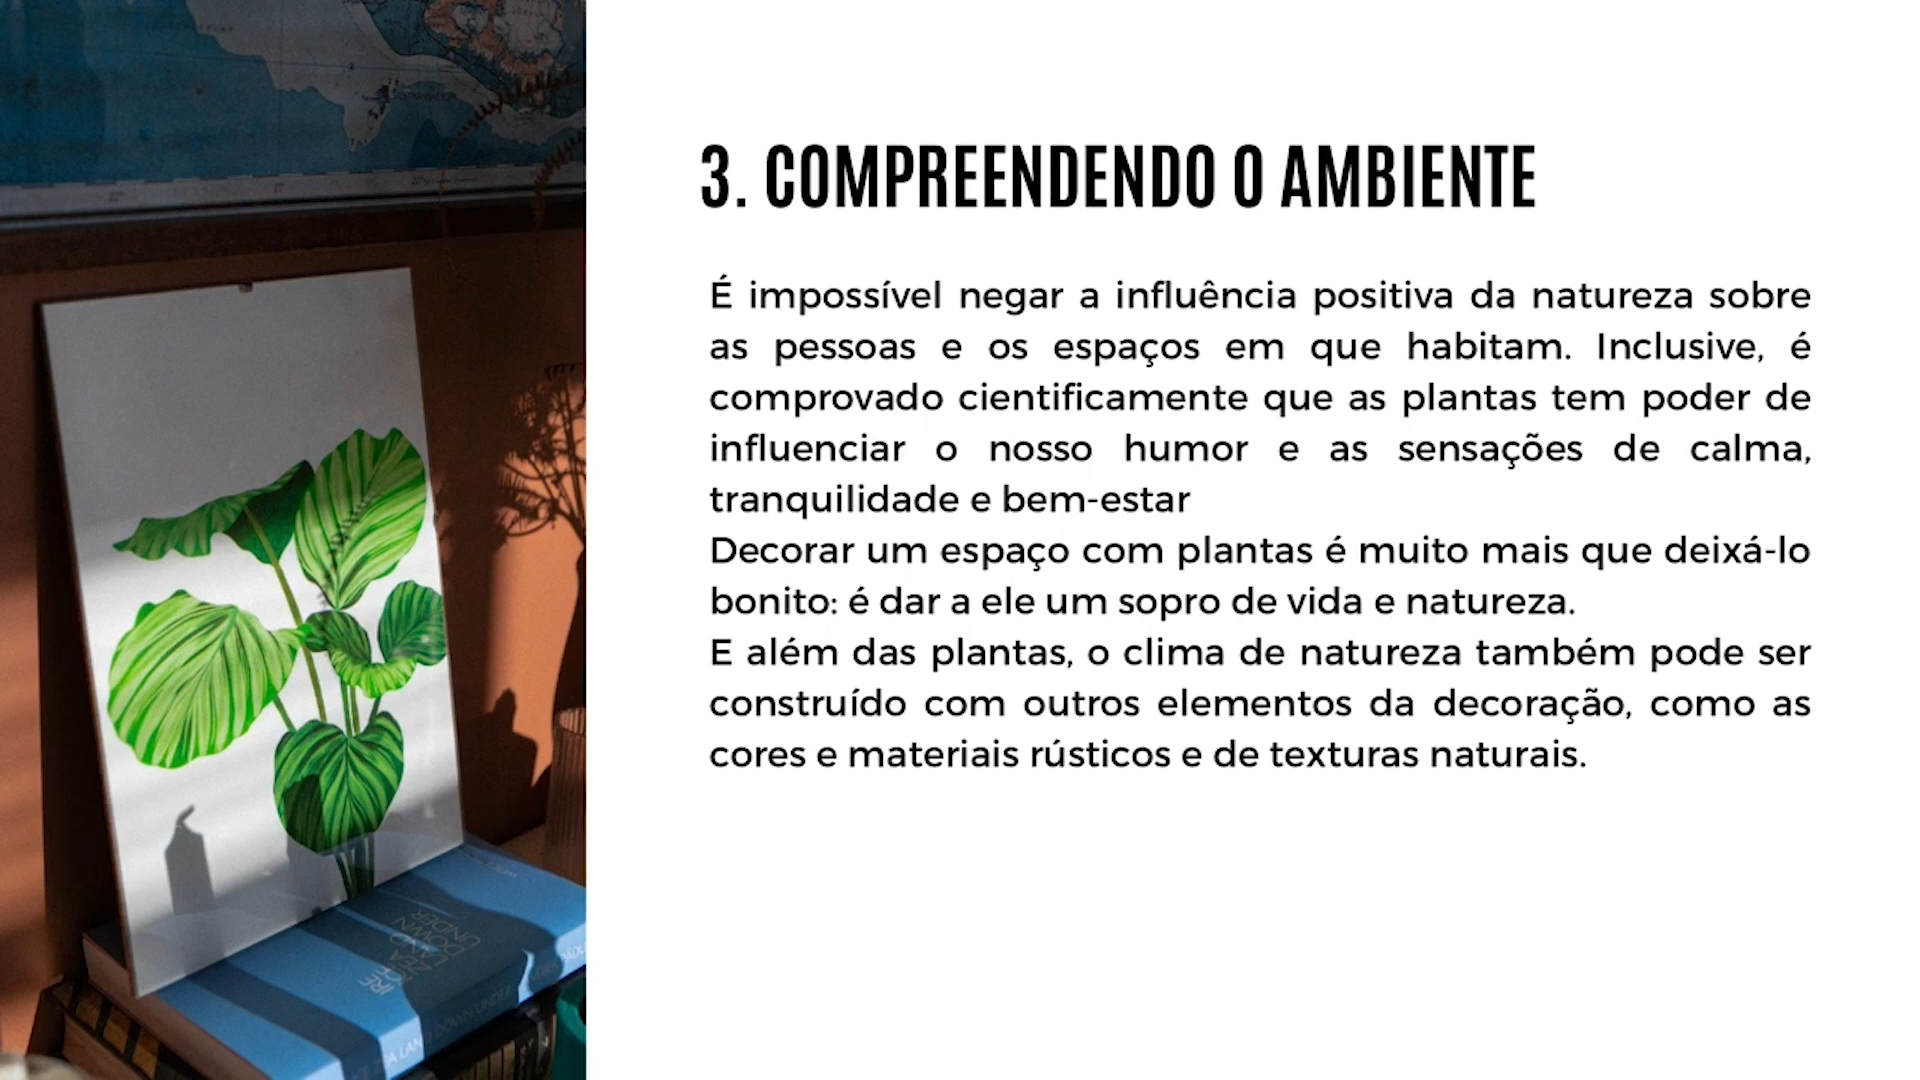 3. COMPREENDENDO O AMBIENTE
É impossível negar a influência positiva da natureza sobre
as pessoas e os espaços em que habitam. Inclusive, é
comprovado cientificamente que as plantas tem poder de
influenciar o nosso humor e as sensações de calma,
tranquilidade e bem-estar
Decorar um espaço com plantas é muito mais que deixá-lo
bonito: é dar a ele um sopro de vida e natureza.
E além das plantas, o clima de natureza também pode ser
construído com outros elementos da decoração, como as
cores e materiais rústicos e de texturas naturais.
DOWN
UNDER
DOWN UNDER